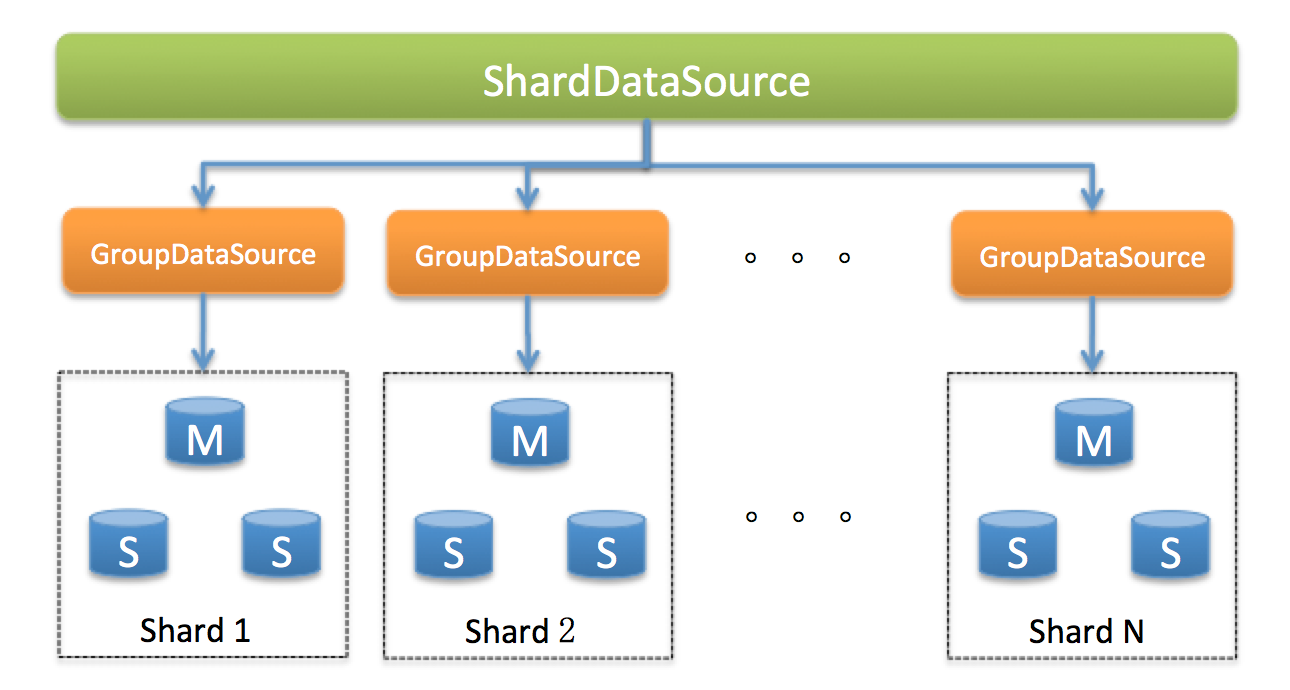 ShardDataSource
GroupDataSource
GroupDataSource
。。。
GroupDataSource
M
M
M
S
S
S
S
。。。
S
S
Shard 1
Shard 2
Shard N